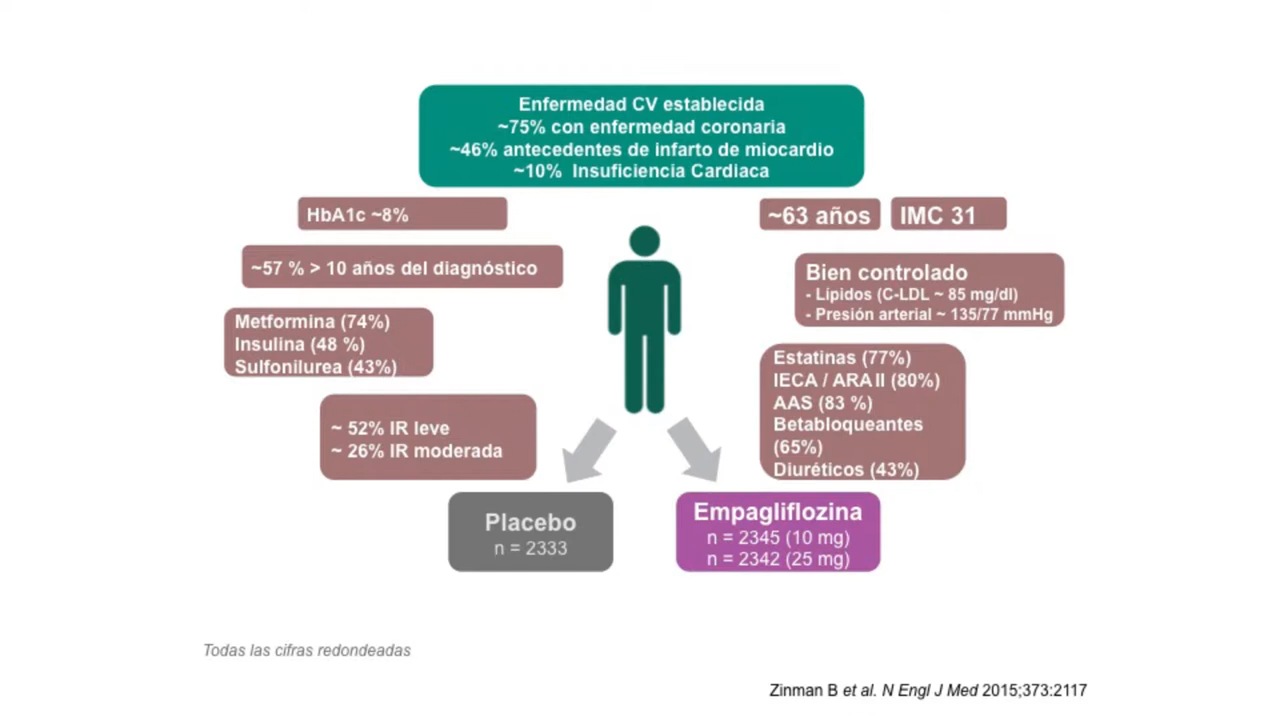 Enfermedad CV establecida
~75% con enfermedad coronaria
~46% antecedentes de infarto de miocardio
~10% Insuficiencia Cardiaca
HbA1c ~8%
~63 años
IMC 31
~57 % > 10 años del diagnóstico
Bien controlado
- Lípidos (C-LDL ~ 85 mg/dl)
- Presión arterial ~ 135/77 mmHg
Metformina (74%)
Insulina (48 %)
Sulfonilurea (43%)
Estatinas (77%)
IECA / ARA II (80%)
AAS (83 %)
Betabloqueantes
(65%)
Diuréticos (43%)
~ 52% IR leve
~ 26% IR moderada
Placebo
n = 2333
Empagliflozina
n = 2345 (10 mg)
n = 2342 (25 mg)
Todas las cifras redondeadas
Zinman B et al. N Engl J Med 2015;373:2117